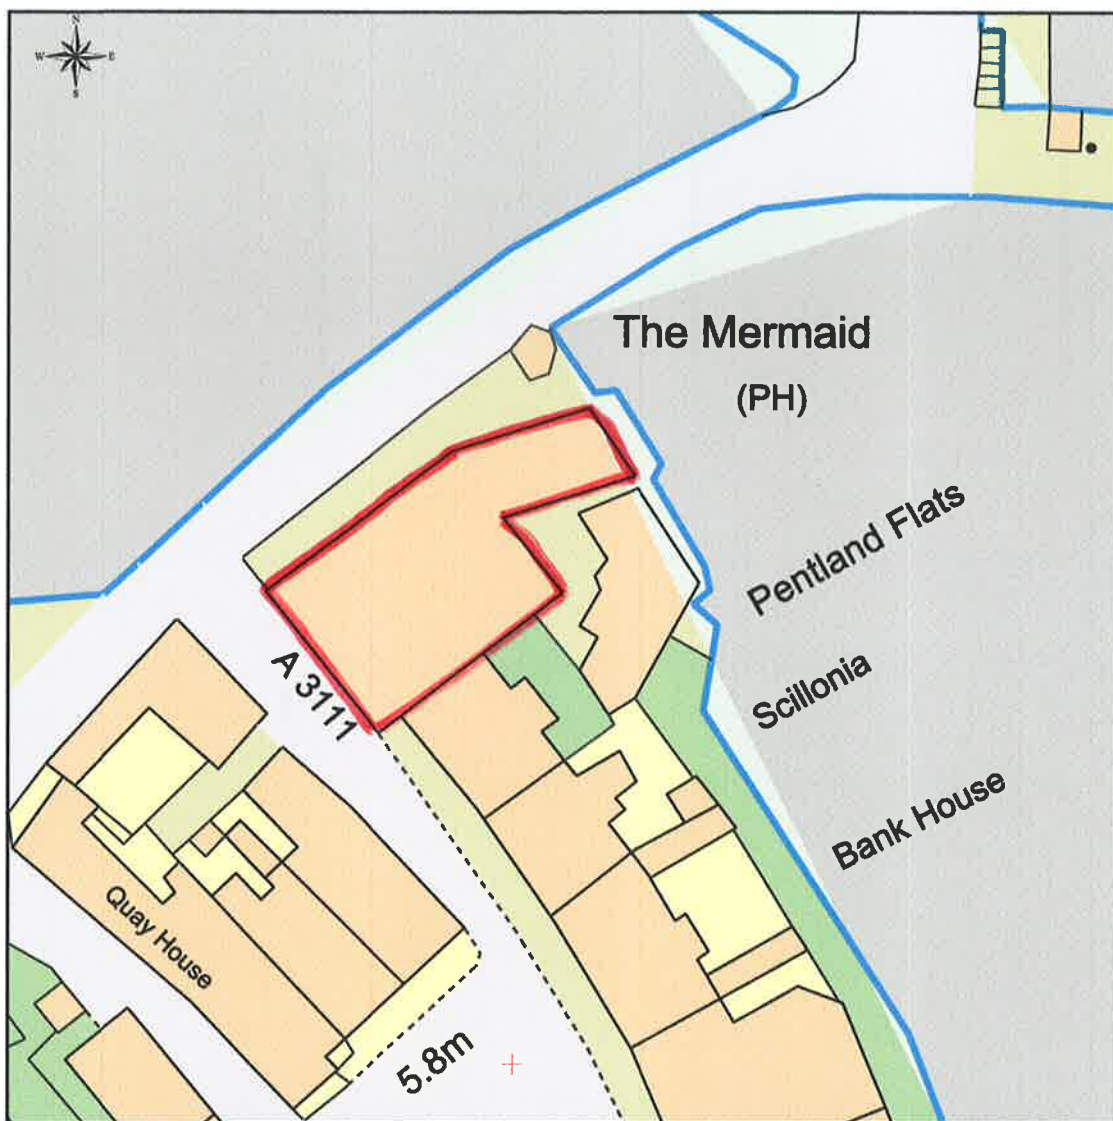 N
W E
S
The Mermaid
(PH)
Pentland Flats
A 3111
Scillonia
Bank House
Quay House
5.8m